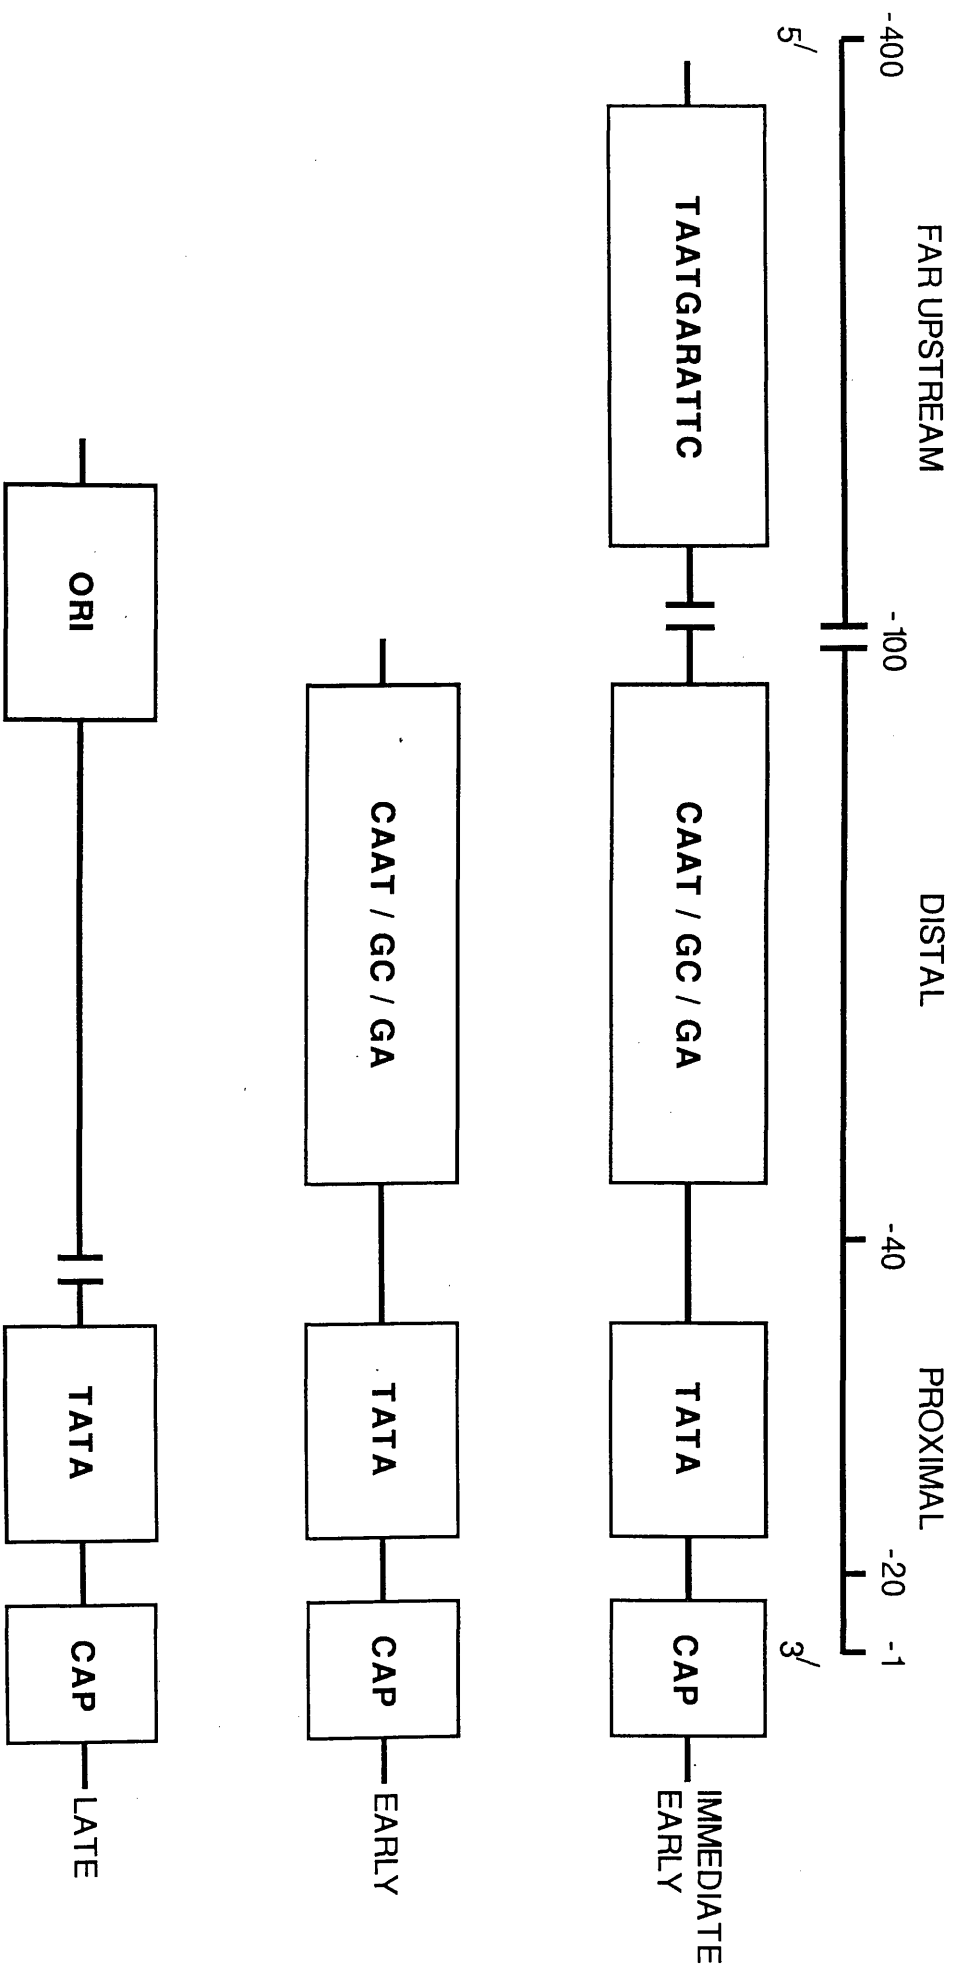 FAR UPSTREAM DISTAL PROXIMAL
-400 -100 -40 -20 -1
5/ 3/
TAATGARATTC CAAT / GC / GA TATA CAP IMMEDIATE
EARLY
CAAT / GC / GA TATA CAP EARLY
ORI TATA CAP LATE